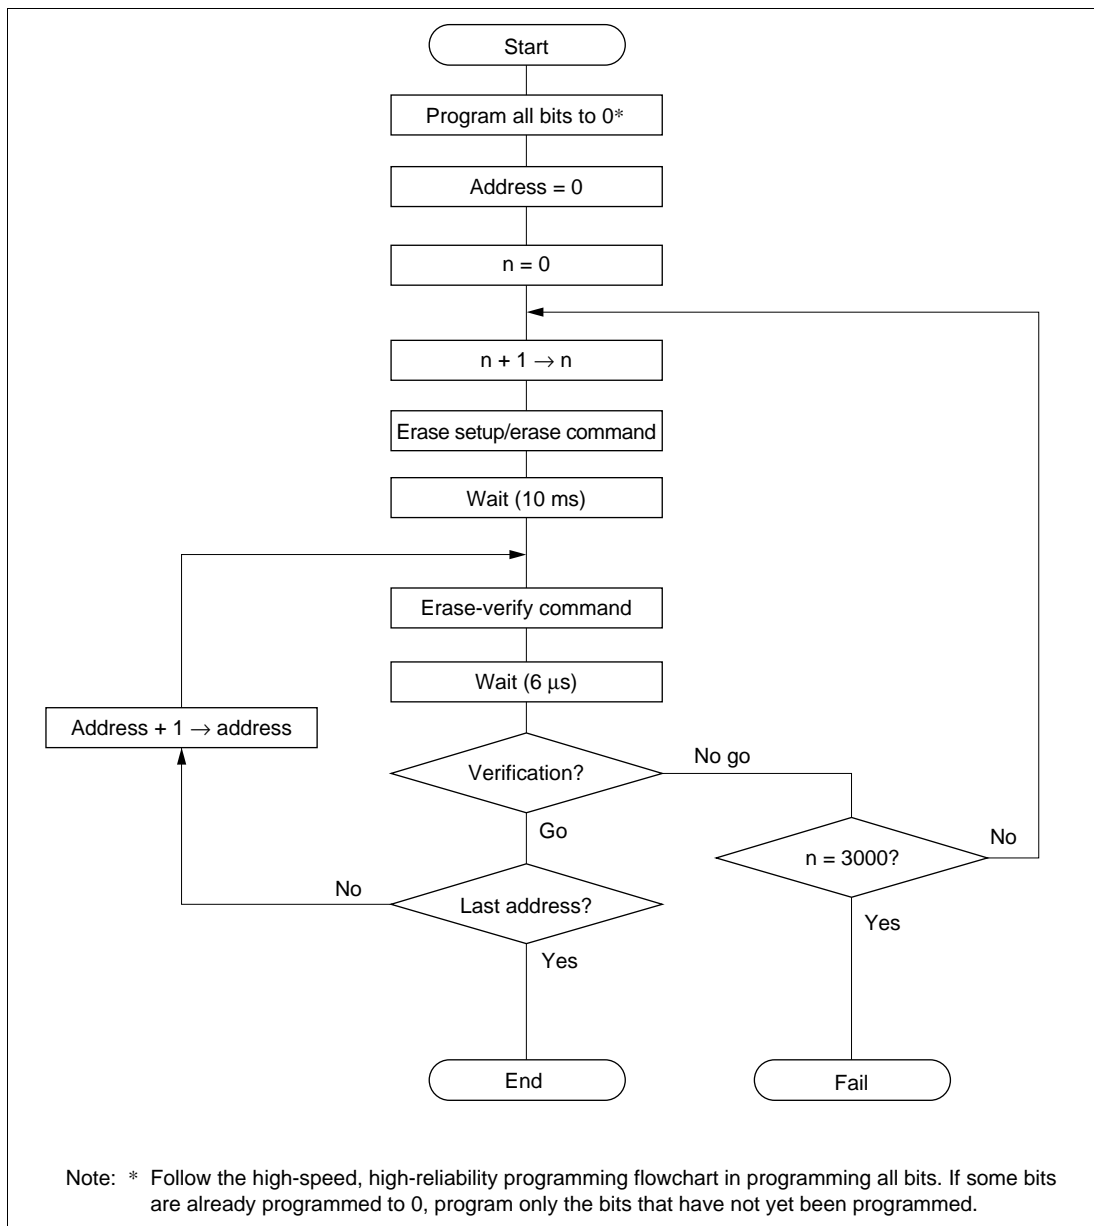 Start
Program all bits to 0*
Address = 0
n = 0
n + 1 → n
Erase setup/erase command
Wait (10 ms)
Erase-verify command
Wait (6 μs)
Address + 1 → address
Verification?
No go
Go
n = 3000?
No
No
Last address?
Yes
Yes
End
Fail
Note: * Follow the high-speed, high-reliability programming flowchart in programming all bits. If some bits
are already programmed to 0, program only the bits that have not yet been programmed.